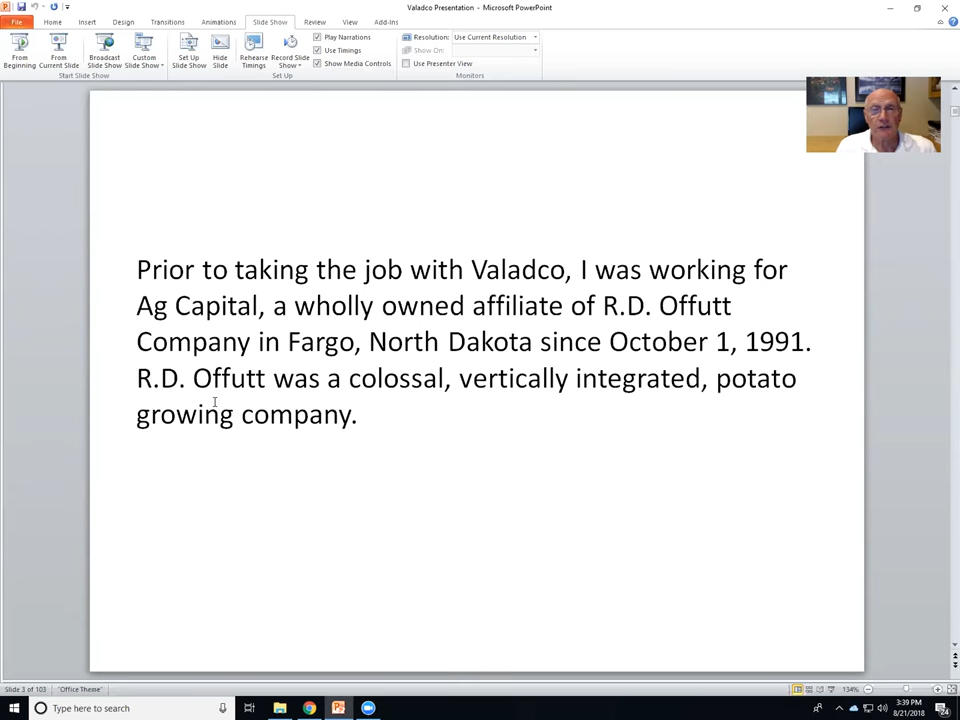 Valadco Presentation - Microsoft PowerPoint
File Home Insert Design Transitions Animations Slide Show Review View Add-Ins
From Beginning
From Current Slide
Broadcast Slide Show
Custom Slide Show
Set Up Slide Show
Hide Slide
Rehearse Timings
Record Slide Show
Play Narrations
Use Timings
Show Media Controls
Resolution: Use Current Resolution
Show On:
Use Presenter View
Start Slide Show
Set Up
Monitors
Prior to taking the job with Valadco, I was working for
Ag Capital, a wholly owned affiliate of R.D. Offutt
Company in Fargo, North Dakota since October 1, 1991.
R.D. Offutt was a colossal, vertically integrated, potato
growing company.
Slide 3 of 103 "Office Theme" 134%
Type here to search
3:39 PM
8/21/2018
24